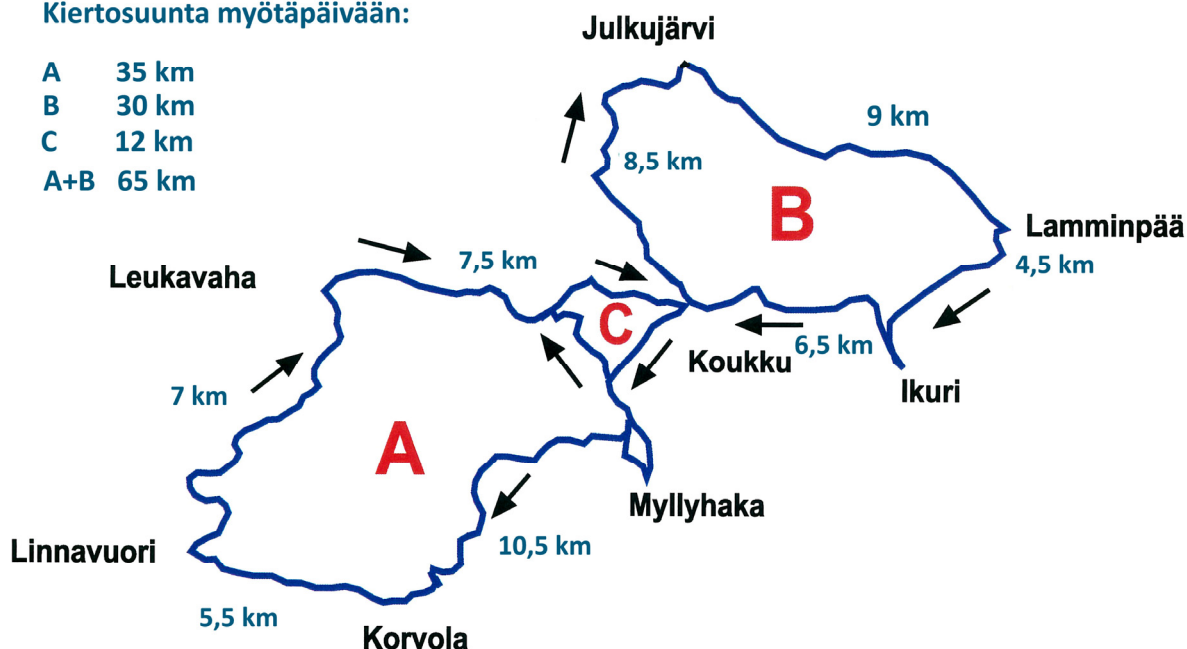 Kiertosuunta myötäpäivään:
A 35 km
B 30 km
C 12 km
A+B 65 km
Julkujärvi
9 km
8,5 km
B
Lamminpää
4,5 km
Leukavaha
7,5 km
C
6,5 km
Koukku
Ikuri
7 km
A
Myllyhaka
Linnavuori
10,5 km
5,5 km
Korvola